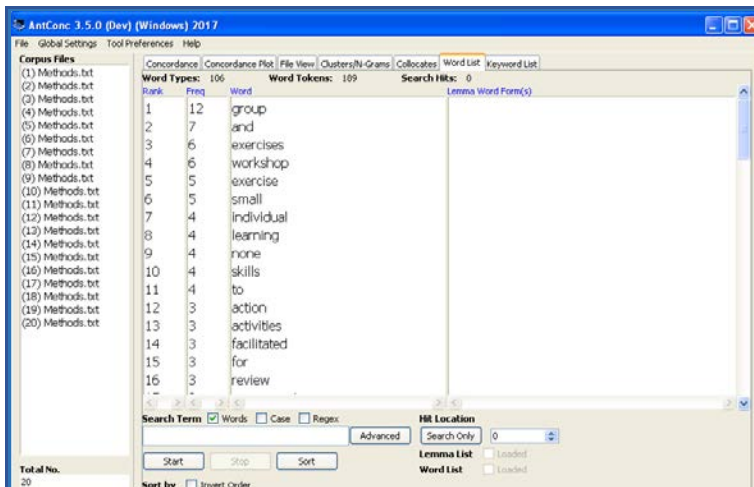 AntConc 3.5.0 (Dev) (Windows) 2017
File Global Settings Tool Preferences Help
Corpus Files
(1) Methods.txt
(2) Methods.txt
(3) Methods.txt
(4) Methods.txt
(5) Methods.txt
(6) Methods.txt
(7) Methods.txt
(8) Methods.txt
(9) Methods.txt
(10) Methods.txt
(11) Methods.txt
(12) Methods.txt
(13) Methods.txt
(14) Methods.txt
(15) Methods.txt
(16) Methods.txt
(17) Methods.txt
(18) Methods.txt
(19) Methods.txt
(20) Methods.txt
Total No.
20
Concordance Concordance Plot File View Clusters/N-Grams Collocates Word List Keyword List
Word Types: 106 Word Tokens: 189 Search Hits: 0
Rank Freq Word Lemma Word Form(s)
1 12 group
2 7 and
3 6 exercises
4 6 workshop
5 5 exercise
6 5 small
7 4 individual
8 4 learning
9 4 none
10 4 skills
11 4 to
12 3 action
13 3 activities
14 3 facilitated
15 3 for
16 3 review
Search Term Words Case Regex Hit Location
Advanced Search Only 0
Start Stop Sort Lemma List Loaded
Word List Loaded
Sort by Invert Order